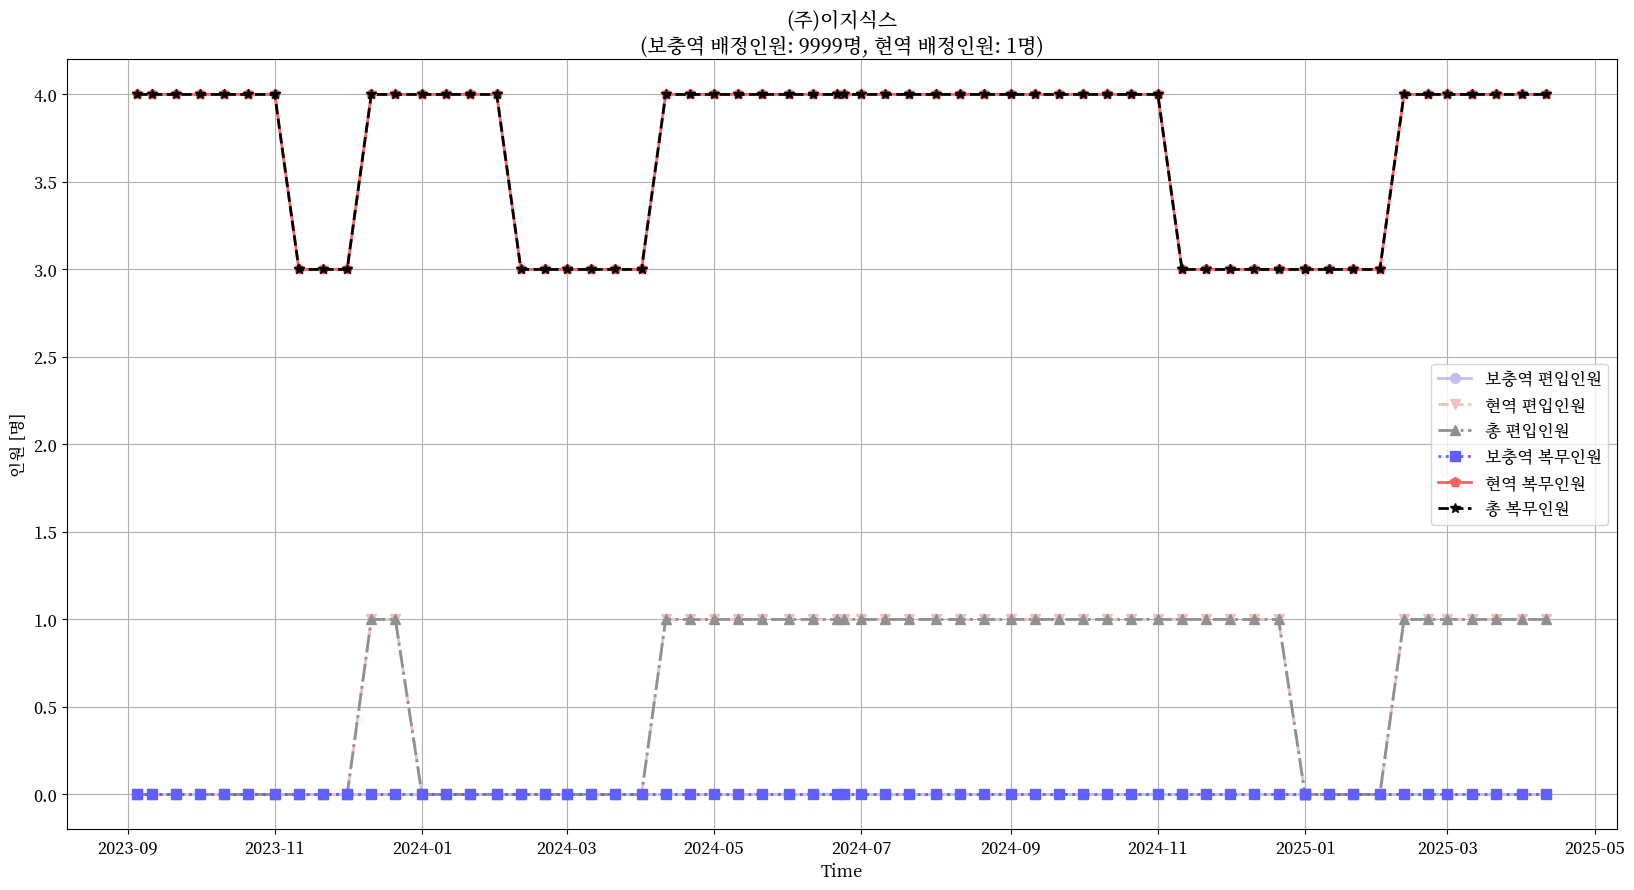 (주)이지식스
(보충역 배정인원: 9999명, 현역 배정인원: 1명)
4.0
3.5
3.0
2.5
2.0
1.5
1.0
0.5
0.0
인원 [명]
보충역 편입인원
현역 편입인원
총 편입인원
보충역 복무인원
현역 복무인원
총 복무인원
2023-09
2023-11
2024-01
2024-03
2024-05
2024-07
2024-09
2024-11
2025-01
2025-03
2025-05
Time